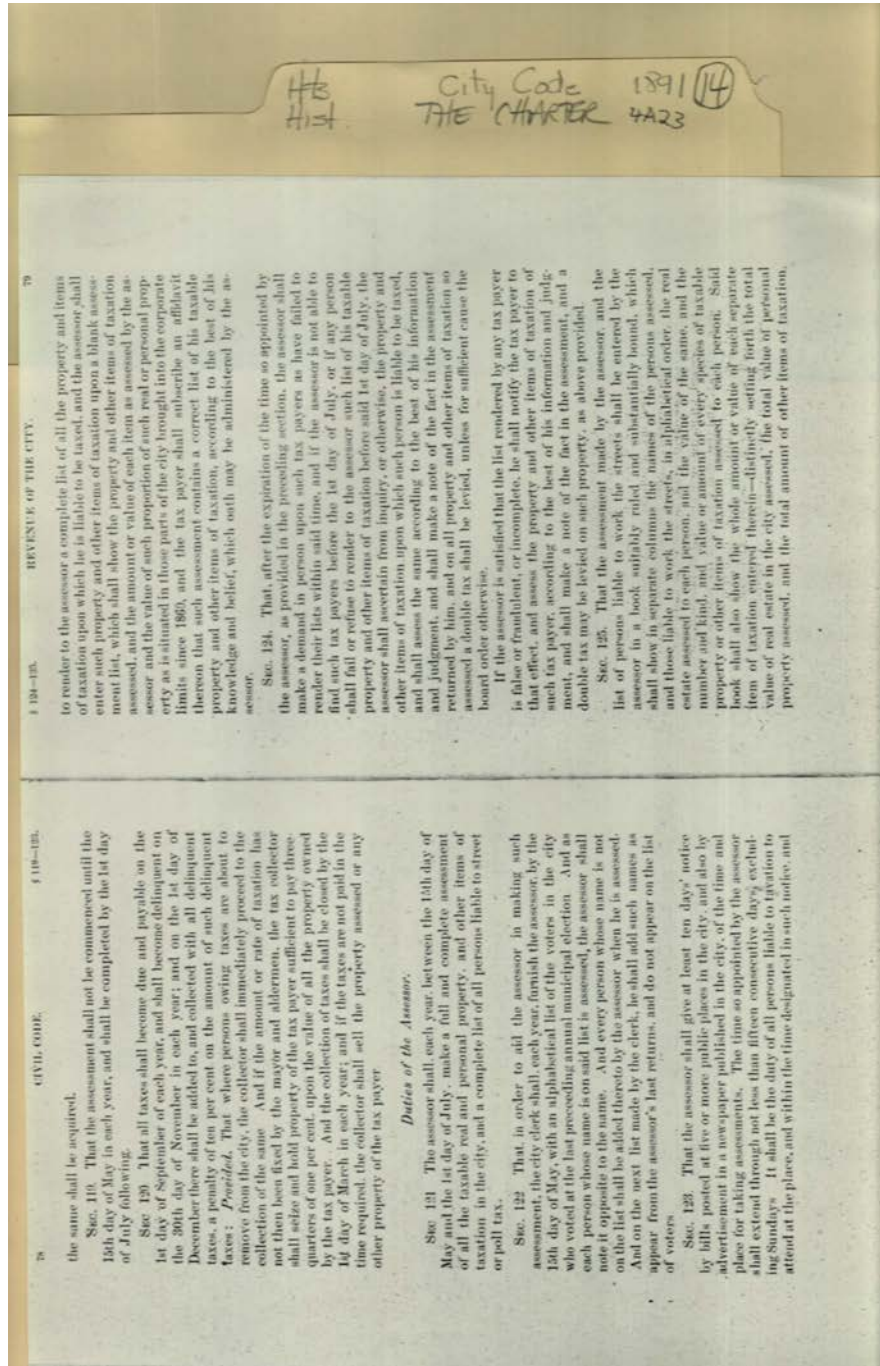 HB City Code 1891 14
Hist THE CHARTER 4A23
78 CIVIL CODE. § 119–123.
the same shall be acquired.
SEC. 119. That the assessment shall not be commenced until the
15th day of May in each year, and shall be completed by the 1st day
of July following.
SEC 120 That all taxes shall become due and payable on the
1st day of September of each year, and shall become delinquent on
the 30th day of November in each year; and on the 1st day of
December there shall be added to, and collected with all delinquent
taxes, a penalty of ten per cent on the amount of such delinquent
taxes; Provided, That where persons owing taxes are about to
remove from the city, the collector shall immediately proceed to the
collection of the same And if the amount or rate of taxation has
not then been fixed by the mayor and aldermen, the tax collector
shall seize and hold property of the tax payer sufficient to pay three-
quarters of one per cent. upon the value of all the property owned
by the tax payer. And the collection of taxes shall be closed by the
1st day of March in each year; and if the taxes are not paid in the
time required, the collector shall sell the property assessed or any
other property of the tax payer
Duties of the Assessor.
SEC 121 The assessor shall, each year, between the 15th day of
May and the 1st day of July, make a full and complete assessment
of all the taxable real and personal property, and other items of
taxation in the city, and a complete list of all persons liable to street
or poll tax.
SEC. 122 That, in order to aid the assessor in making such
assessment, the city clerk shall, each year, furnish the assessor, by the
15th day of May, with an alphabetical list of the voters in the city
who voted at the last preceeding annual municipal election And as
each person whose name is on said list is assessed, the assessor shall
note it opposite to the name. And every person whose name is not
on the list shall be added thereto by the assessor when he is assessed.
And on the next list made by the clerk, he shall add such names as
appear from the assessor's last returns, and do not appear on the list
of voters
SEC. 123 That the assessor shall give at least ten days' notice
by bills posted at five or more public places in the city, and also by
advertisement in a newspaper published in the city, of the time and
place for taking assessments. The time so appointed by the assessor
shall extend through not less than fifteen consecutive days, exclud-
ing Sundays It shall be the duty of all persons liable to taxation to
attend at the place, and within the time designated in such notice, and
§ 124–125. REVENUE OF THE CITY. 79
to render to the assessor a complete list of all the property and items
of taxation upon which he is liable to be taxed, and the assessor shall
enter such property and other items of taxation upon a blank assess-
ment list, which shall show the property and other items of taxation
assessed, and the amount or value of each item as assessed by the as-
sessor and the value of such proportion of such real or personal prop-
erty as is situated in those parts of the city brought into the corporate
limits since 1869, and the tax payer shall subscribe an affidavit
thereon that such assessment contains a correct list of his taxable
property and other items of taxation, according to the best of his
knowledge and belief, which oath may be administered by the as-
sessor.
SEC. 124. That, after the expiration of the time so appointed by
the assessor, as provided in the preceding section, the assessor shall
make a demand in person upon such tax payers as have failed to
render their lists within said time, and if the assessor is not able to
find such tax payers before the 1st day of July, or if any person
shall fail or refuse to render to the assessor such list of his taxable
property and other items of taxation before said 1st day of July, the
assessor shall ascertain from inquiry, or otherwise, the property and
other items of taxation upon which such person is liable to be taxed,
and shall assess the same according to the best of his information
and judgment, and shall make a note of the fact in the assessment
returned by him, and on all property and other items of taxation so
assessed a double tax shall be levied, unless for sufficient cause the
board order otherwise.
If the assessor is satisfied that the list rendered by any tax payer
is false or fraudulent, or incomplete, he shall notify the tax payer to
that effect, and assess the property and other items of taxation of
such tax payer, according to the best of his information and judg-
ment, and shall make a note of the fact in the assessment, and a
double tax may be levied on such property, as above provided.
SEC. 125. That the assessment made by the assessor, and the
list of persons liable to work the streets shall be entered by the
assessor in a book suitably ruled and substantially bound, which
shall show in separate columns the names of the persons assessed,
and those liable to work the streets, in alphabetical order, the real
estate assessed to each person, and the value of the same, and the
number and kind, and value or amount of every species of taxable
property or other items of taxation assessed to each person. Said
book shall also show the whole amount or value of each separate
item of taxation entered therein—distinctly setting forth the total
value of real estate in the city assessed, the total value of personal
property assessed, and the total amount of other items of taxation,